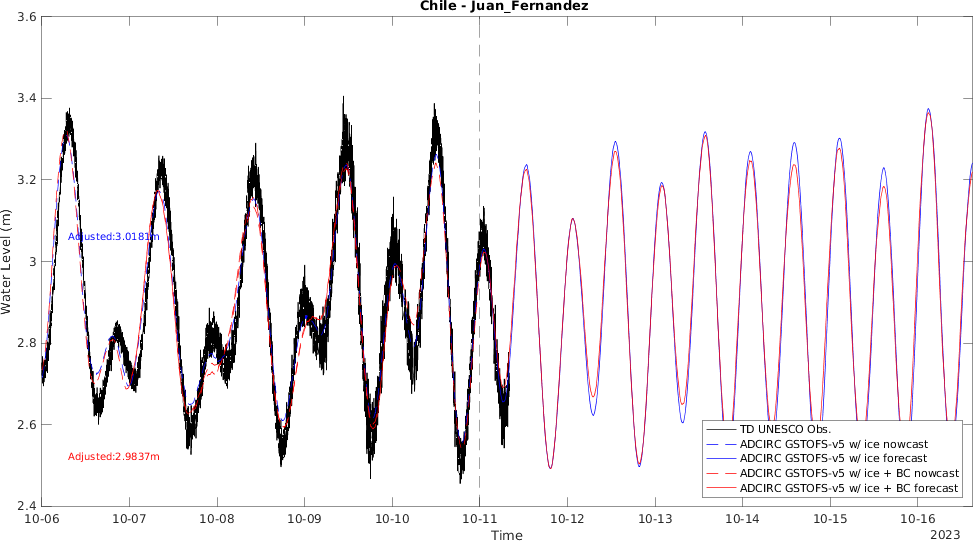 Chile - Juan_Fernandez
Water Level (m)
3.6
3.4
3.2
3
2.8
2.6
2.4
Adjusted:3.0181m
Adjusted:2.9837m
TD UNESCO Obs.
ADCIRC GSTOFS-v5 w/ ice nowcast
ADCIRC GSTOFS-v5 w/ ice forecast
ADCIRC GSTOFS-v5 w/ ice + BC nowcast
ADCIRC GSTOFS-v5 w/ ice + BC forecast
10-06 10-07 10-08 10-09 10-10 10-11 10-12 10-13 10-14 10-15 10-16
Time
2023